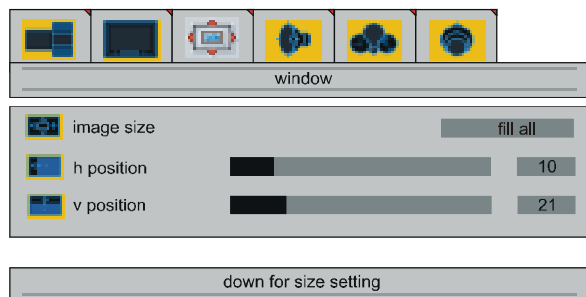 window
image size
fill all
h position
10
v position
21
down for size setting